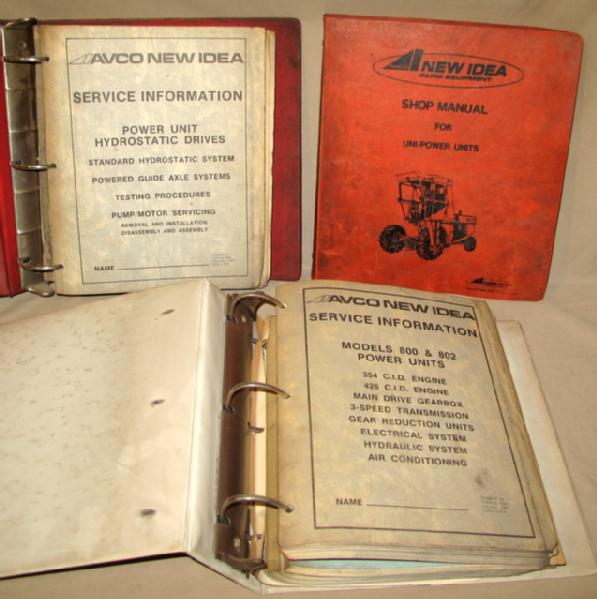 AVCO NEW IDEA
SERVICE INFORMATION
POWER UNIT
HYDROSTATIC DRIVES
STANDARD HYDROSTATIC SYSTEM
POWERED GUIDE AXLE SYSTEMS
TESTING PROCEDURES
PUMP/MOTOR SERVICING
REMOVAL AND INSTALLATION
DISASSEMBLY AND ASSEMBLY
NAME
NEW IDEA
FARM EQUIPMENT
SHOP MANUAL
FOR
UNI-POWER UNITS
AVCO NEW IDEA
SERVICE INFORMATION
MODELS 800 & 802
POWER UNITS
354 C.I.D. ENGINE
425 C.I.D. ENGINE
MAIN DRIVE GEARBOX
3-SPEED TRANSMISSION
GEAR REDUCTION UNITS
ELECTRICAL SYSTEM
HYDRAULIC SYSTEM
AIR CONDITIONING
NAME